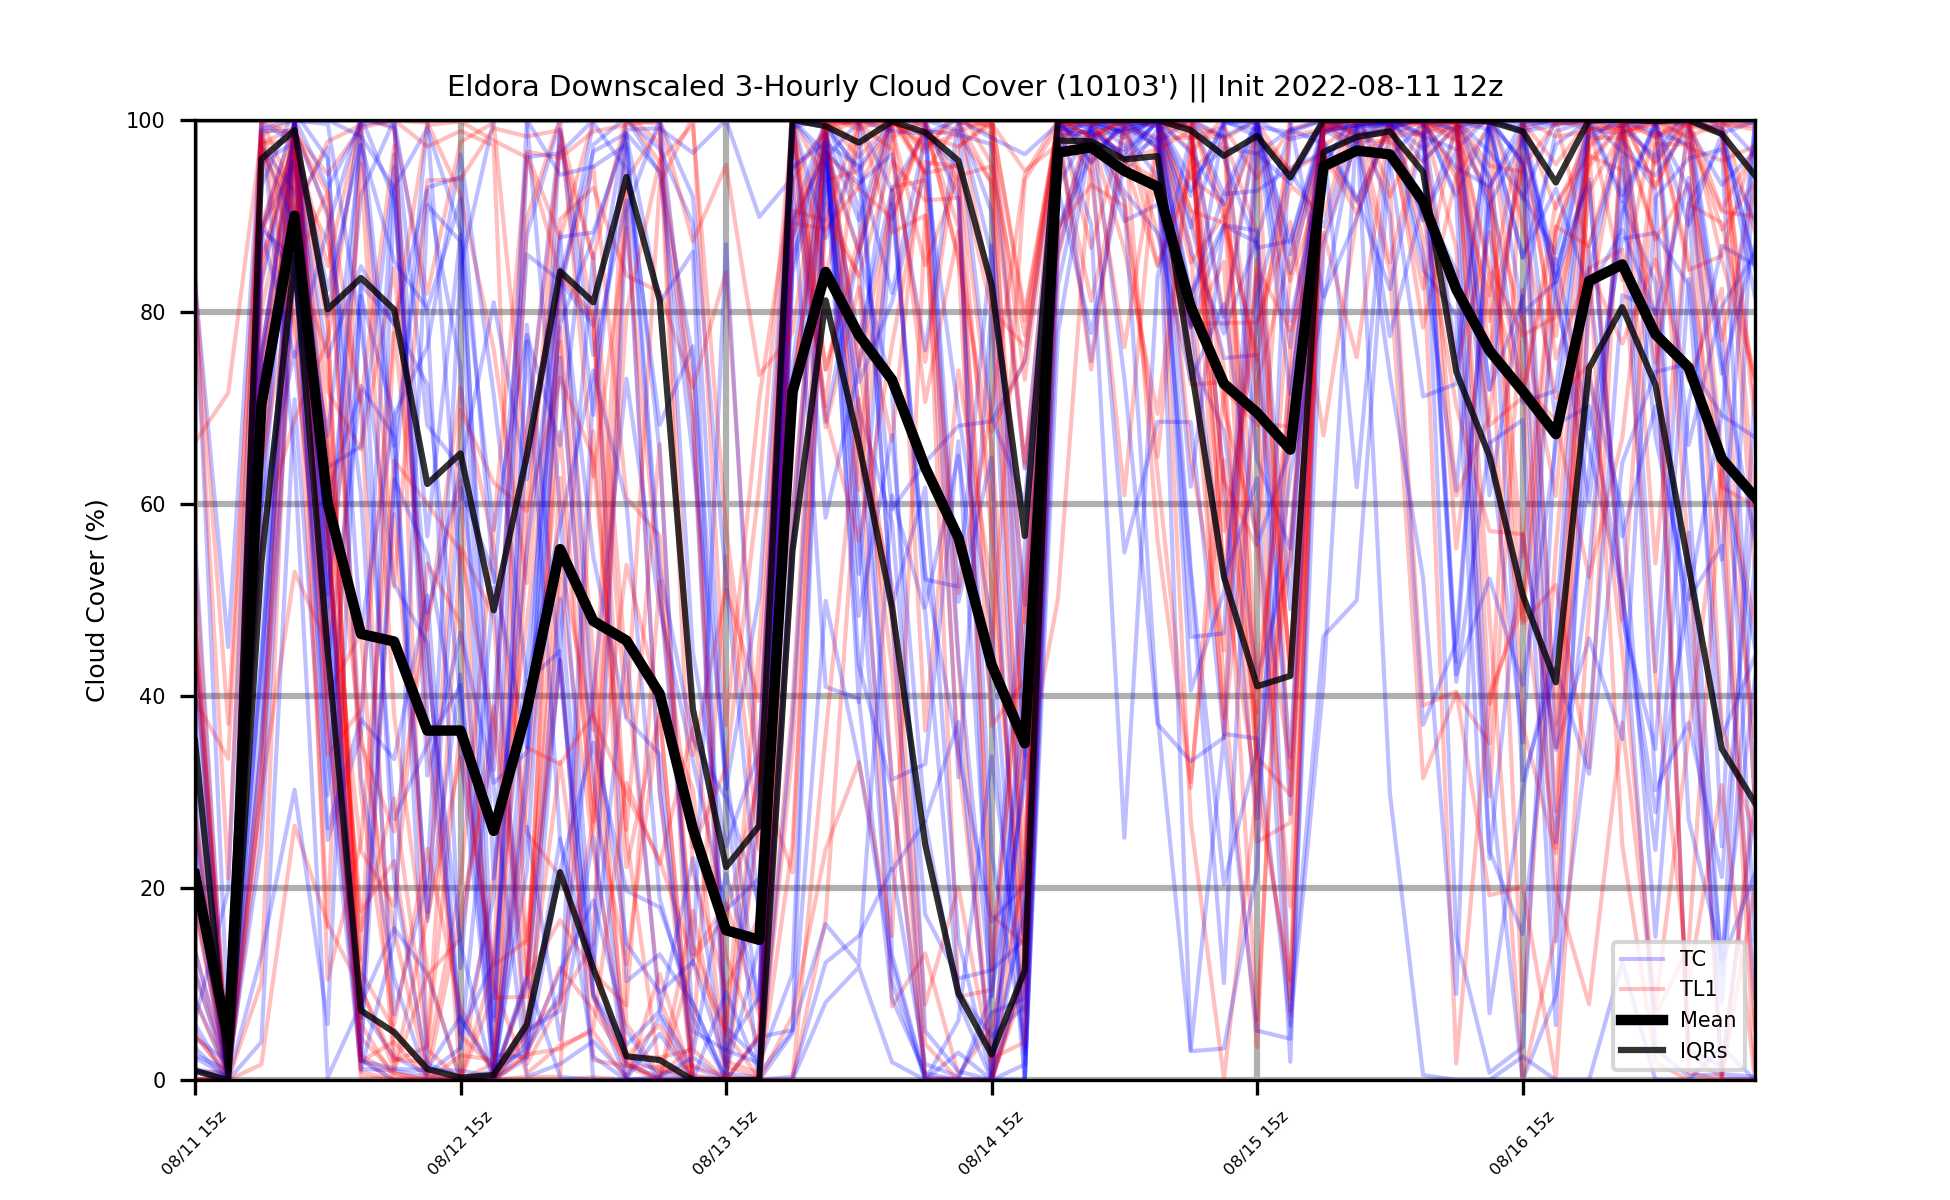 Eldora Downscaled 3-Hourly Cloud Cover (10103') || Init 2022-08-11 12z
Cloud Cover (%)
100
80
60
40
20
0
08/11 15z
08/12 15z
08/13 15z
08/14 15z
08/15 15z
08/16 15z
TC
TL1
Mean
IQRs